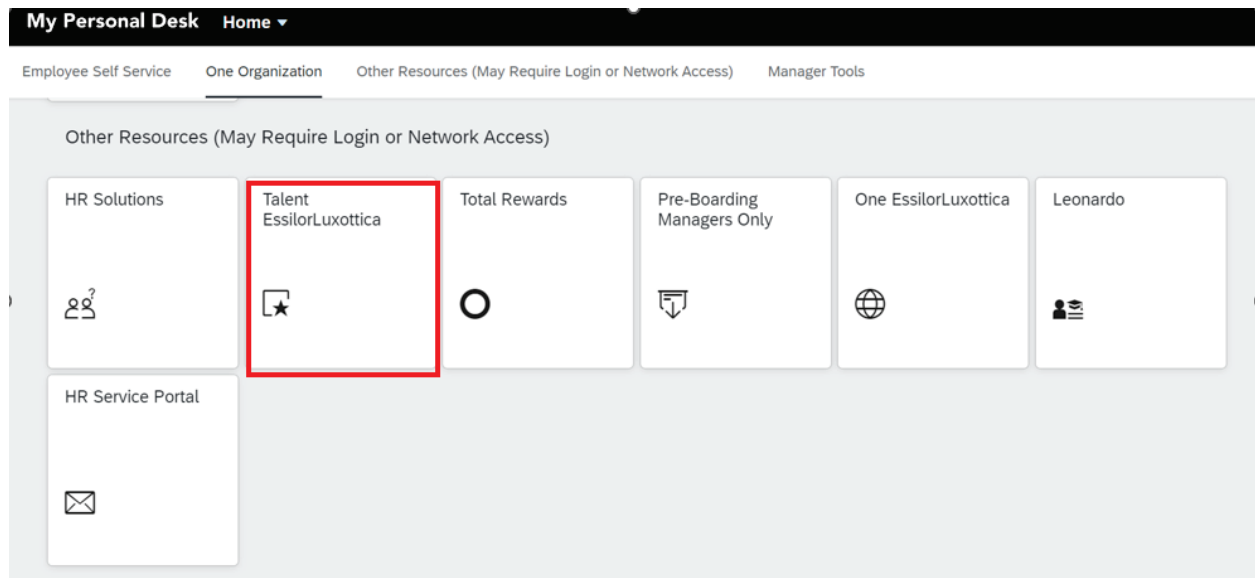 My Personal Desk Home
Employee Self Service One Organization Other Resources (May Require Login or Network Access) Manager Tools
Other Resources (May Require Login or Network Access)
HR Solutions
Talent
EssilorLuxottica
Total Rewards
Pre-Boarding
Managers Only
One EssilorLuxottica
Leonardo
HR Service Portal